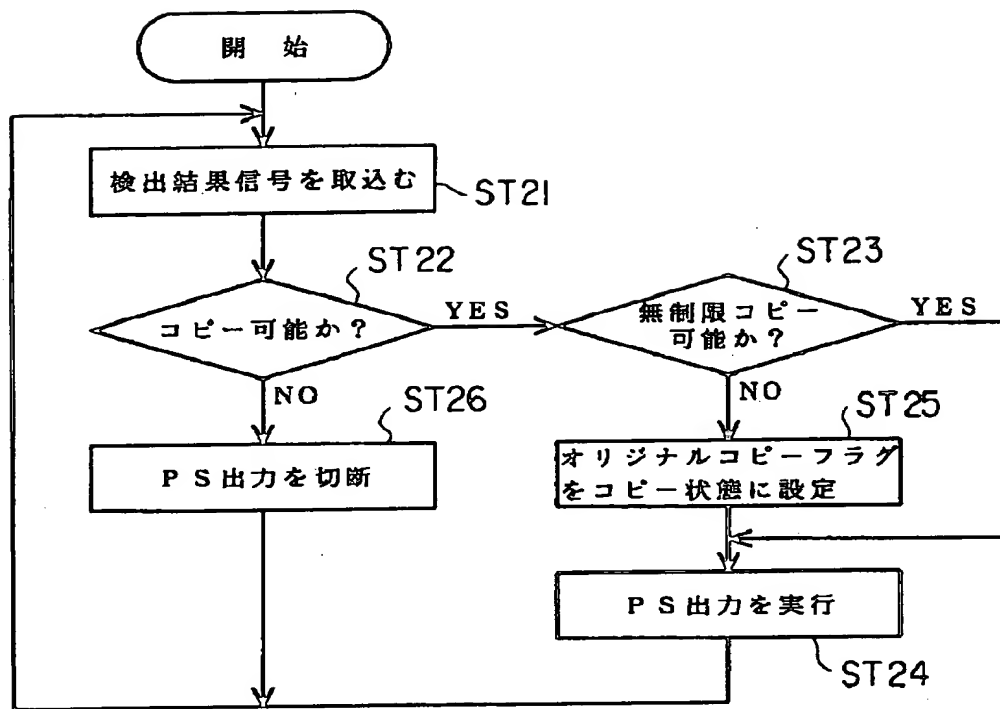 開 始
検出結果信号を取込む
ST21
ST22
コピー可能か?
YES
ST23
無制限コピー
可能か?
YES
NO
ST26
PS出力を切断
NO
ST25
オリジナルコピーフラグ
をコピー状態に設定
PS出力を実行
ST24